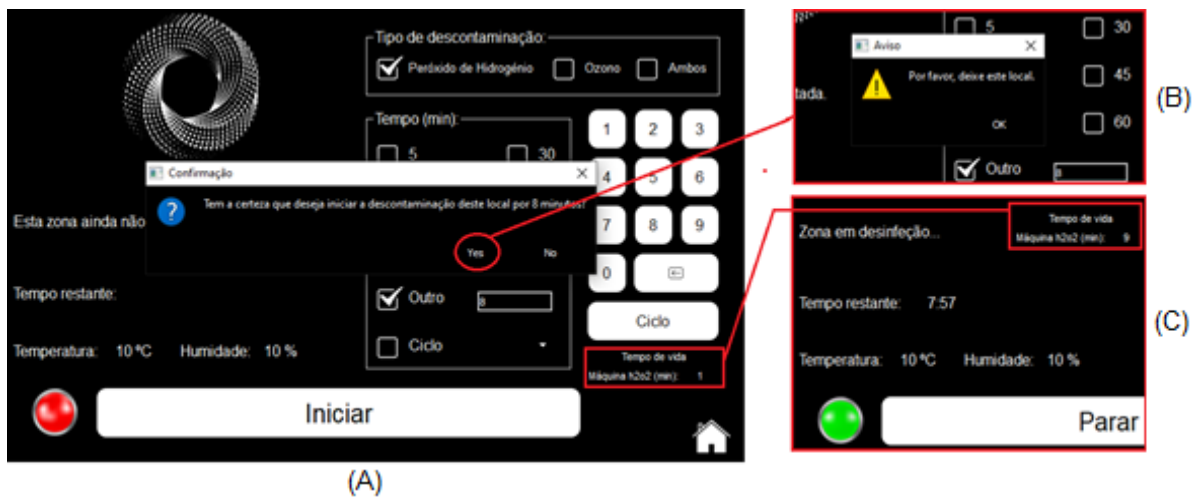 Tipo de descontaminação:
Peróxido de Hidrogénio Ozono Ambos
Tempo (min):
5 30
1 2 3
Confirmação
4 5 6
Tem a certeza que deseja iniciar a descontaminação deste local por 8 minutos?
Esta zona ainda não
7 8 9
Yes No
0
Tempo restante:
Outro 8
Ciclo
Ciclo
Temperatura: 10 ºC Humidade: 10 %
Tempo de vida
Máquina h2o2 (min): 1
Iniciar
(A)
5 30
Aviso
Por favor, deixe este local.
45
tada.
OK
60
Outro 8
(B)
Tempo de vida
Zona em desinfeção...
Máquina h2o2 (min): 9
Tempo restante: 7:57
Temperatura: 10 ºC Humidade: 10 %
Parar
(C)